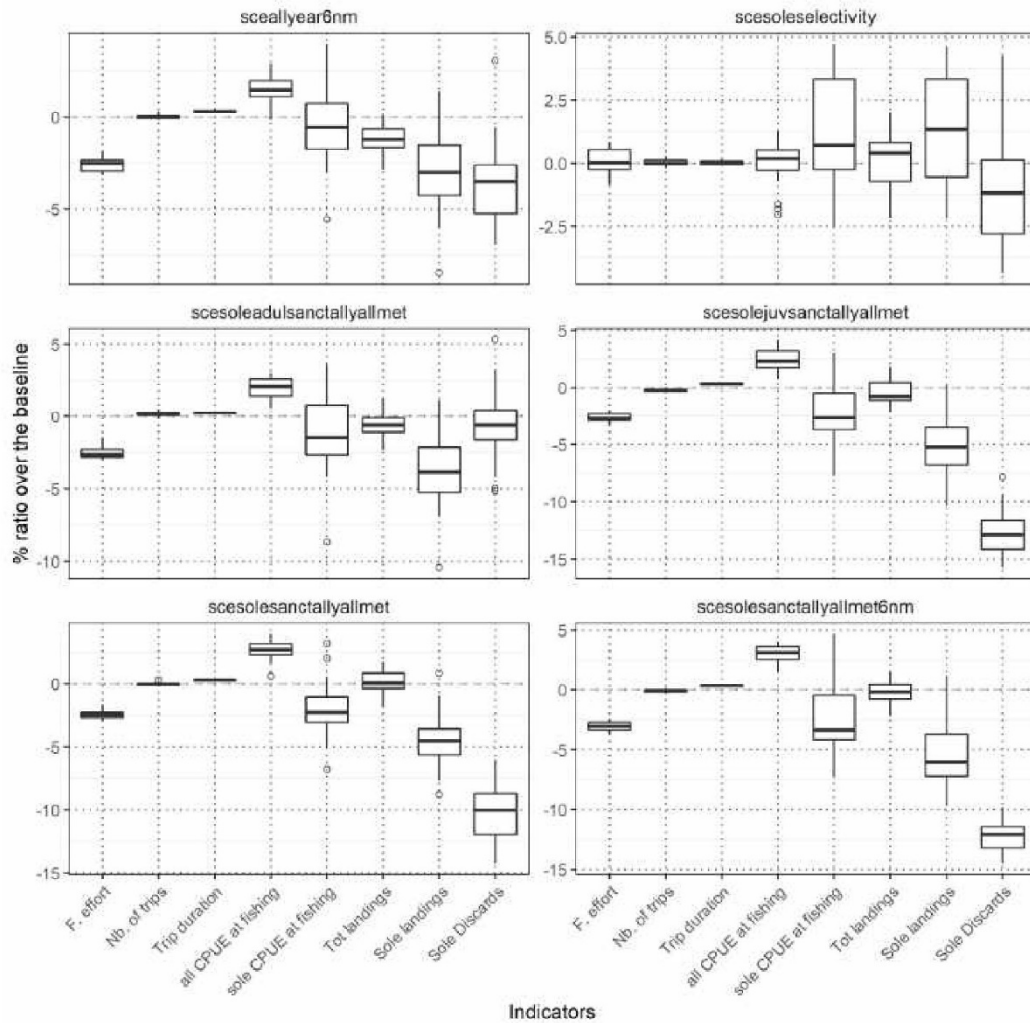 sceallyear6nm
scesoleselectivity
0
-5
5.0
2.5
0.0
-2.5
scesoleadulsanctallyallmet
scesolejuvsanctallyallmet
5
0
-5
-10
5
0
-5
-10
-15
scesolesanctallyallmet
scesolesanctallyallmet6nm
0
-5
-10
-15
5
0
-5
-10
-15
% ratio over the baseline
F. effort
Nb. of trips
Trip duration
all CPUE at fishing
sole CPUE at fishing
Tot landings
Sole landings
Sole Discards
F. effort
Nb. of trips
Trip duration
all CPUE at fishing
sole CPUE at fishing
Tot landings
Sole landings
Sole Discards
Indicators